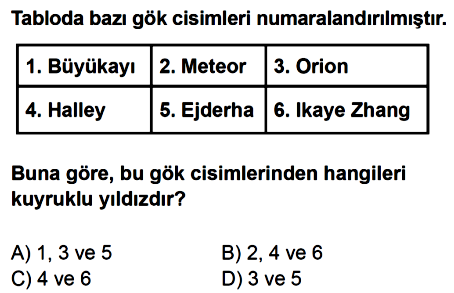 Tabloda bazı gök cisimleri numaralandırılmıştır.
1. Büyükayı 2. Meteor 3. Orion
4. Halley 5. Ejderha 6. Ikaye Zhang
Buna göre, bu gök cisimlerinden hangileri
kuyruklu yıldızdır?
A) 1, 3 ve 5 B) 2, 4 ve 6
C) 4 ve 6 D) 3 ve 5